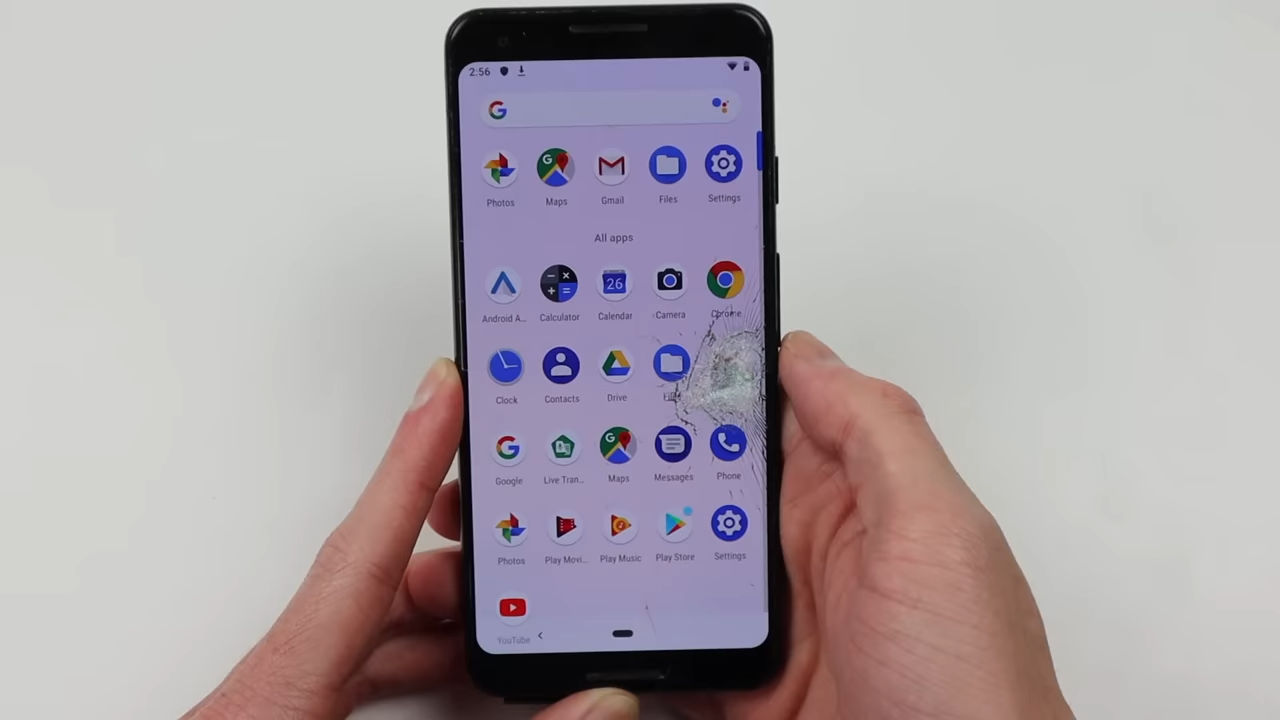 2:56
Photos Maps Gmail Files Settings
All apps
Android A... Calculator Calendar Camera Chrome
26
Clock Contacts Drive
Google Live Tran... Maps Messages Phone
Photos Play Movi... Play Music Play Store Settings
YouTube